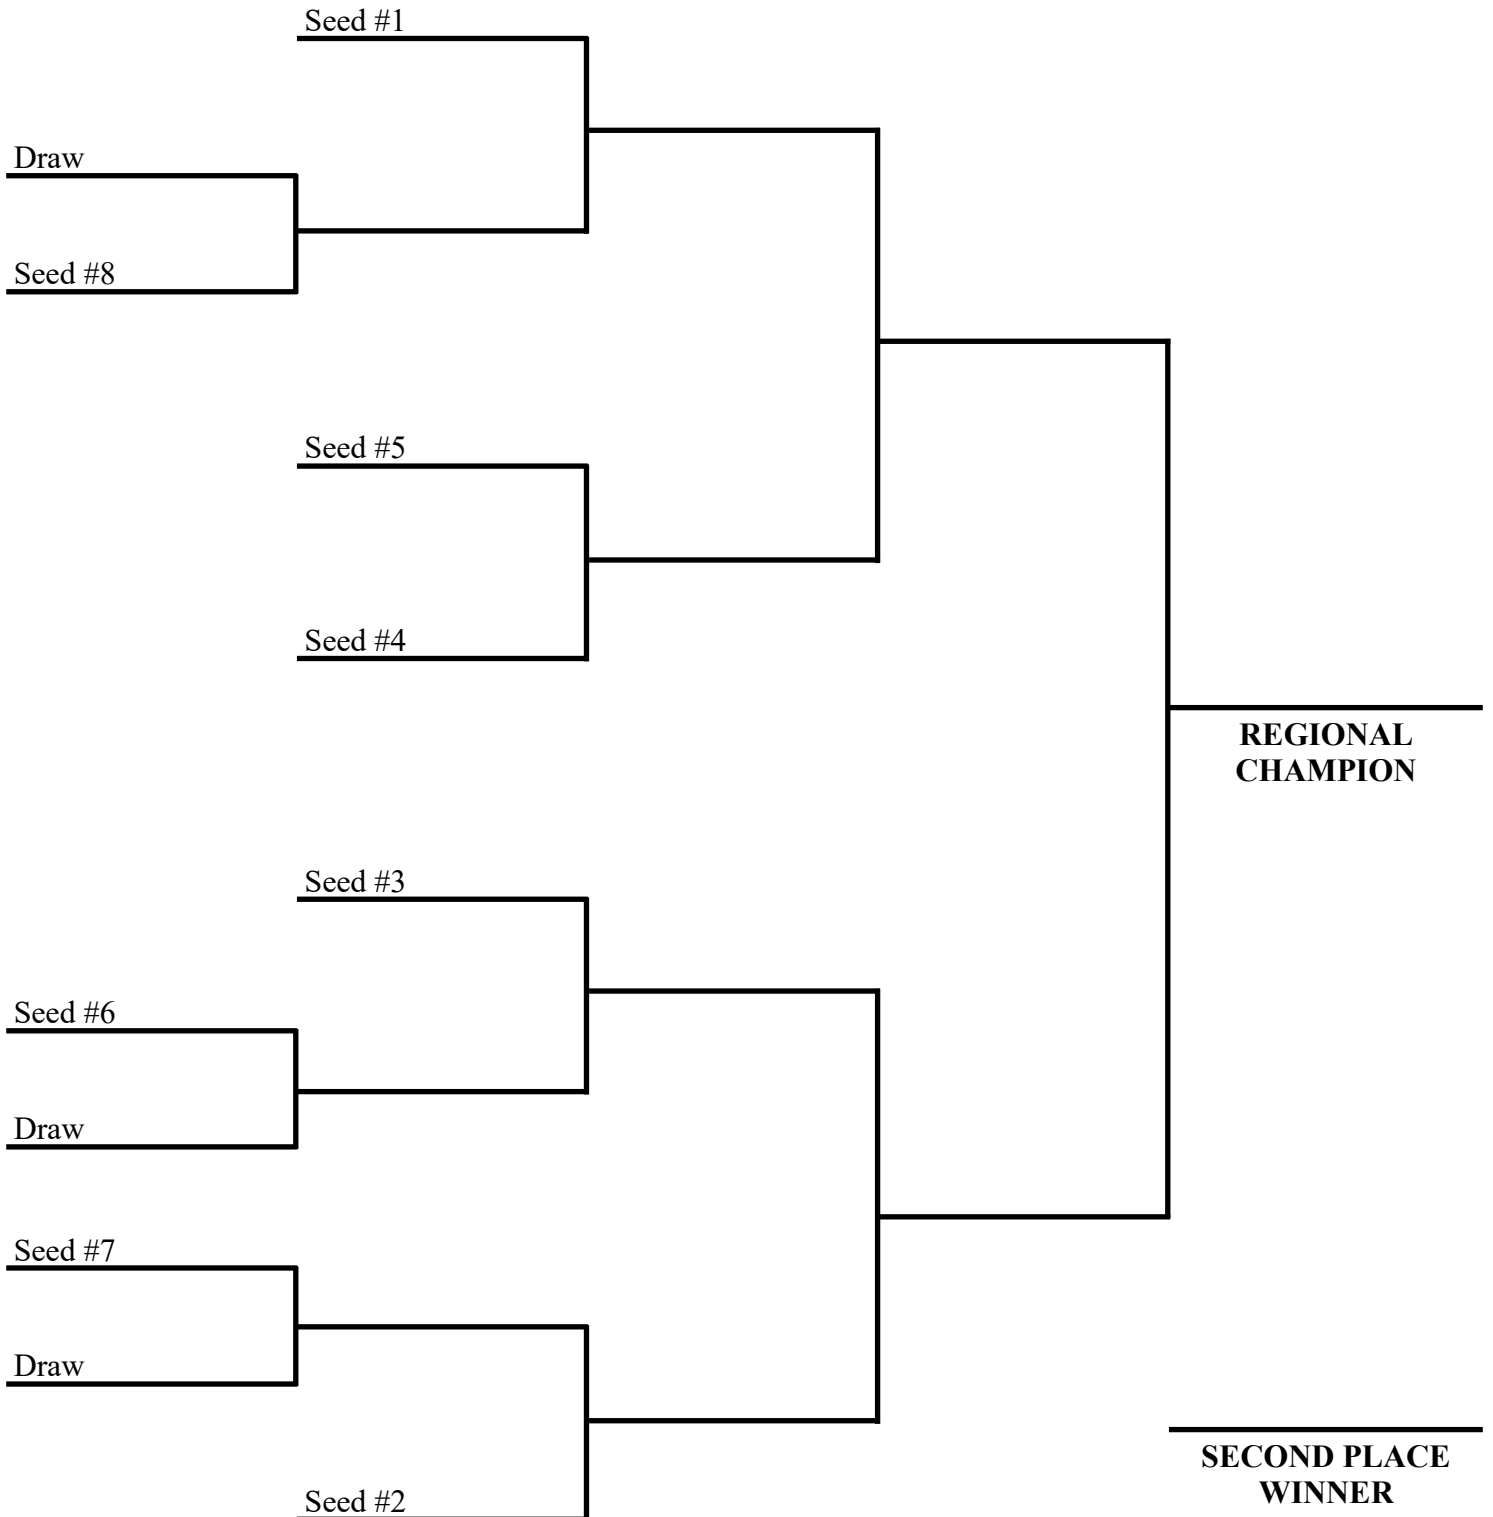 Seed #1
Draw
Seed #8
Seed #5
Seed #4
REGIONAL
CHAMPION
Seed #3
Seed #6
Draw
Seed #7
Draw
Seed #2
SECOND PLACE
WINNER